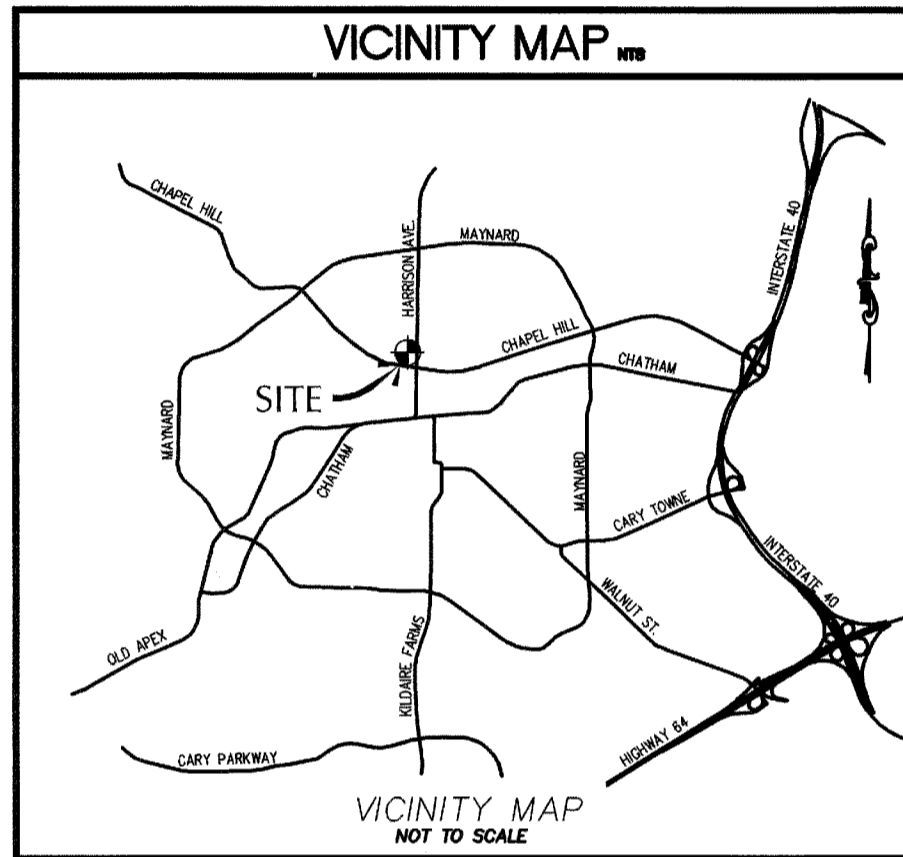 VICINITY MAP NTS
CHAPEL HILL
HARRISON AVE.
MAYNARD
INTERSTATE 40
CHAPEL HILL
CHATHAM
SITE
MAYNARD
CHATHAM
MAYNARD
CARY TOWNE
INTERSTATE 40
WALNUT ST.
OLD APEX
KILDAIRE FARMS
HIGHWAY 64
CARY PARKWAY
VICINITY MAP
NOT TO SCALE